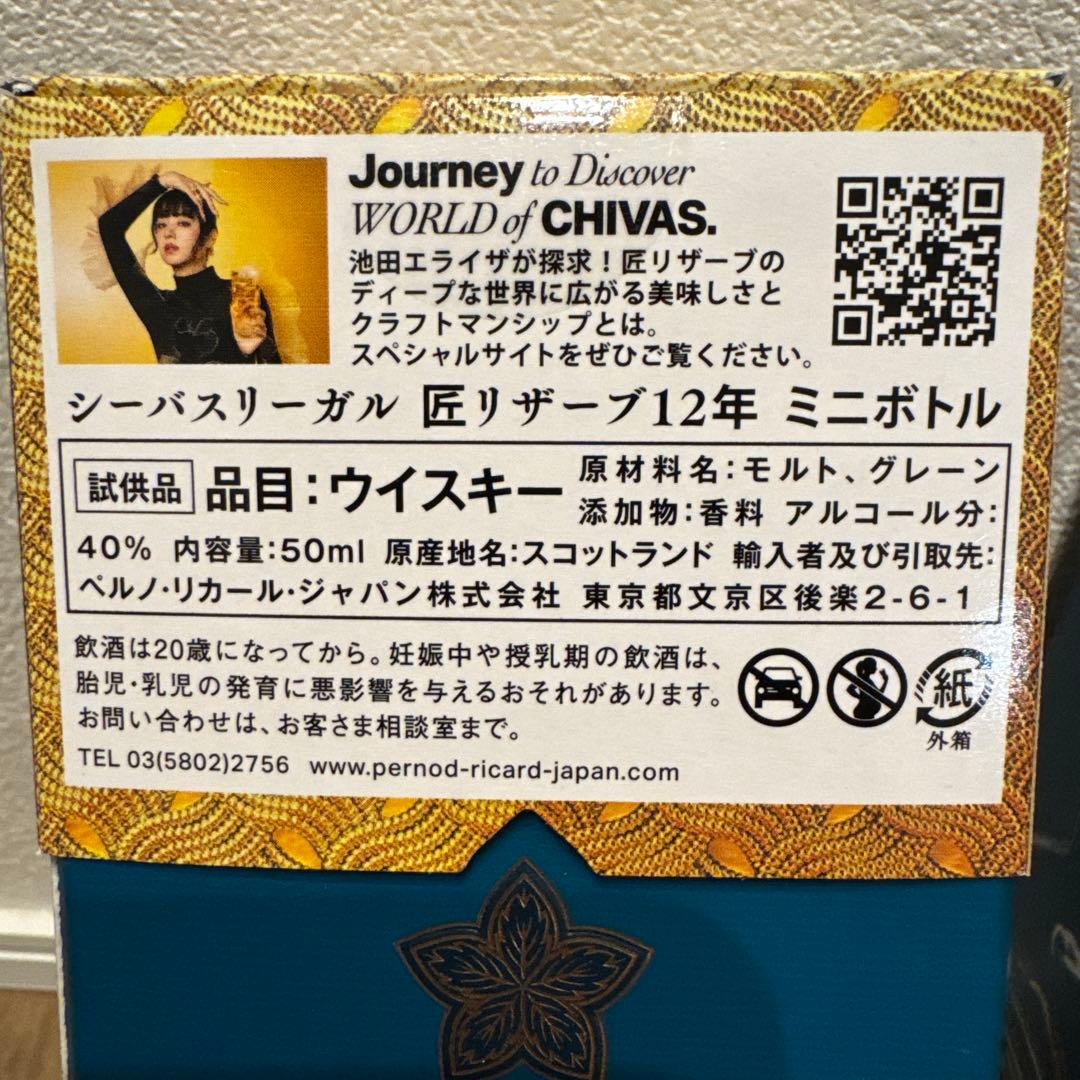 Journey to Discover
WORLD of CHIVAS.
池田エライザが探求！匠リザーブの
ディープな世界に広がる美味しさと
クラフトマンシップとは。
スペシャルサイトをぜひご覧ください。
シーバスリーガル 匠リザーブ12年 ミニボトル
試供品 品目：ウイスキー
原材料名：モルト、グレーン
添加物：香料 アルコール分：
40% 内容量：50ml 原産地名：スコットランド 輸入者及び引取先：
ペルノ・リカール・ジャパン株式会社 東京都文京区後楽2-6-1
飲酒は20歳になってから。妊娠中や授乳期の飲酒は、
胎児・乳児の発育に悪影響を与えるおそれがあります。
お問い合わせは、お客さま相談室まで。
TEL 03(5802)2756 www.pernod-ricard-japan.com
紙
外箱